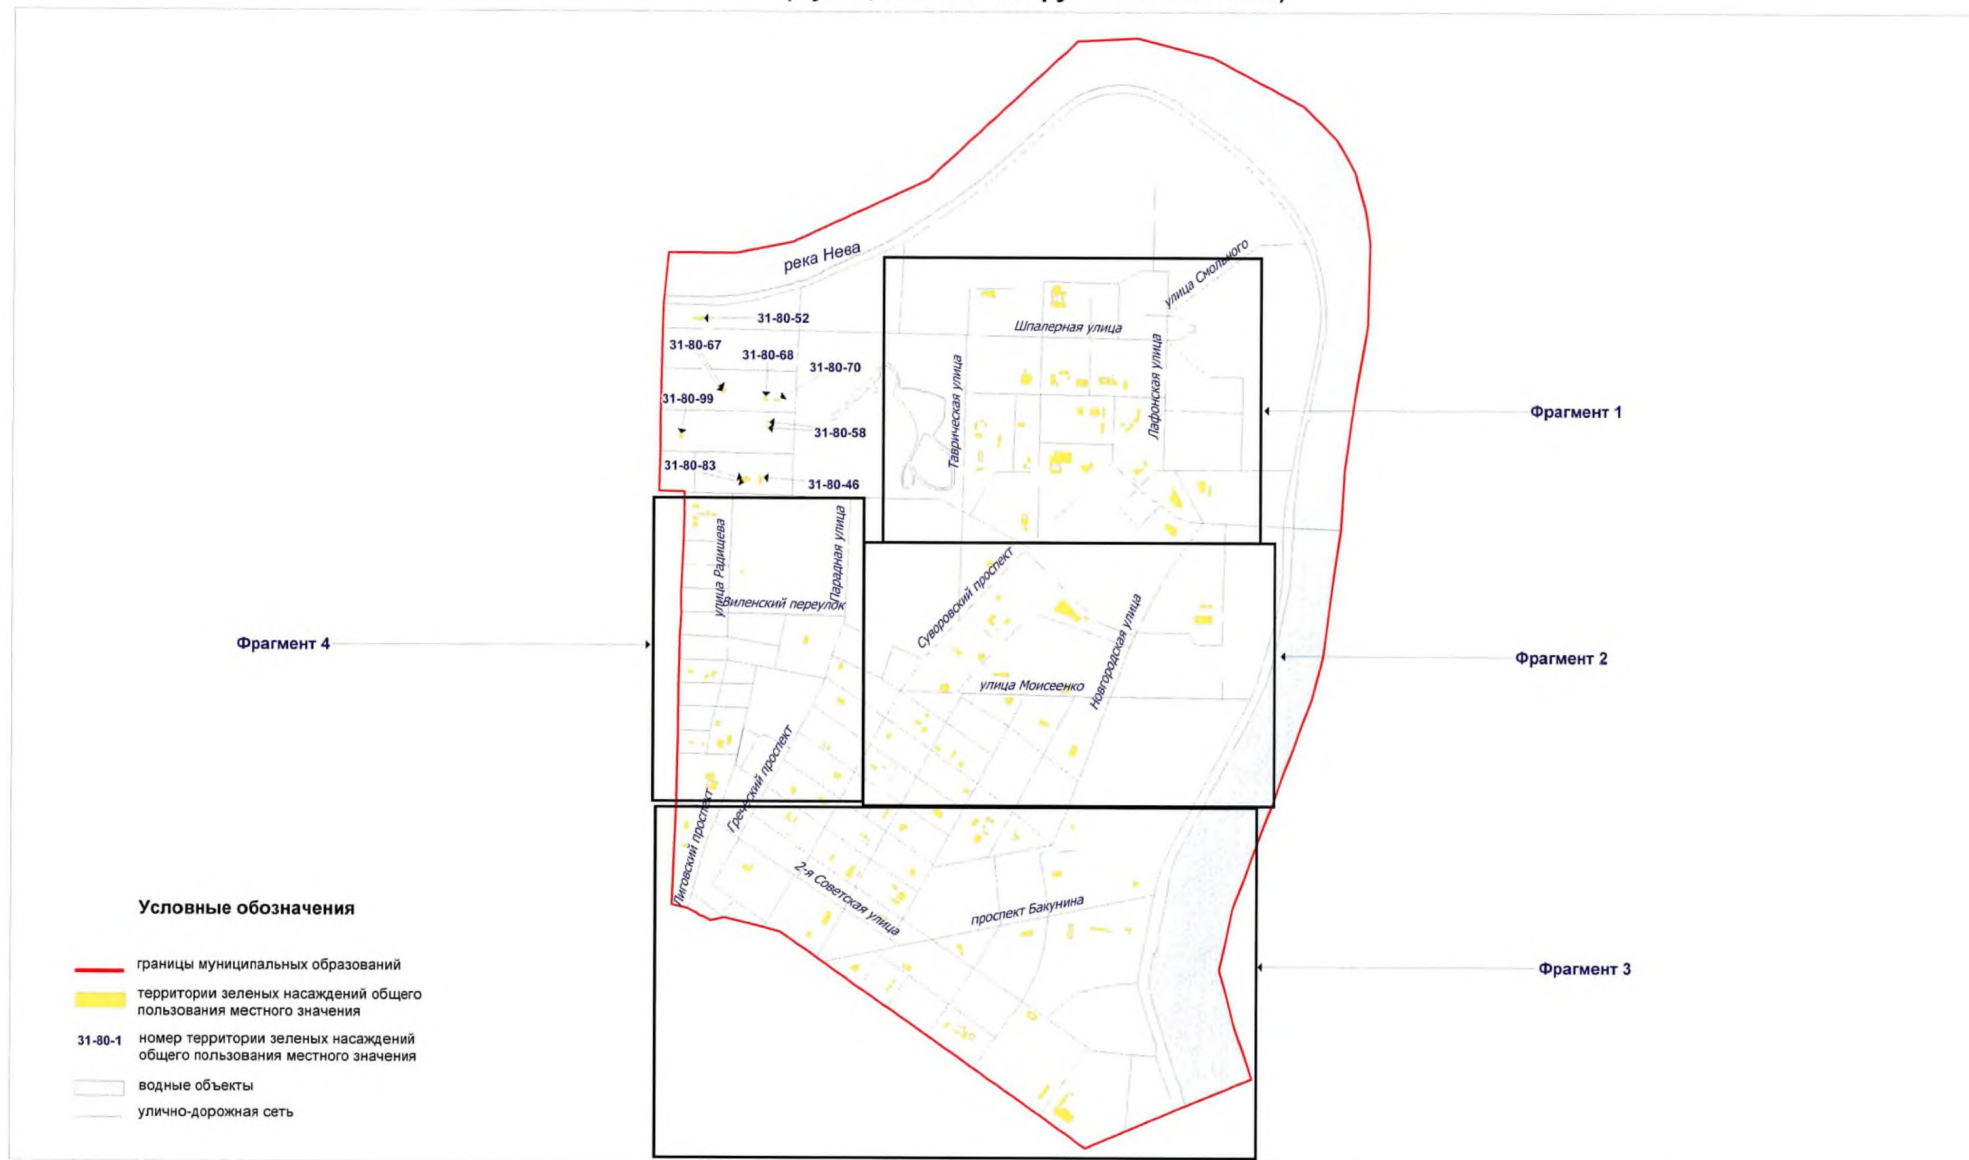 река Нева
улица Смольного
31-80-52
Шпалерная улица
31-80-67
31-80-68
31-80-70
Таврическая улица
Лафонская улица
31-80-99
Фрагмент 1
31-80-58
31-80-83
31-80-46
улица Радищева
Парадная улица
Виленский переулок
Суворовский проспект
Новгородская улица
Фрагмент 4
Фрагмент 2
улица Моисеенко
Греческий проспект
Лиговский проспект
2-я Советская улица
проспект Бакунина
Фрагмент 3
Условные обозначения
границы муниципальных образований
территории зеленых насаждений общего
пользования местного значения
31-80-1
номер территории зеленых насаждений
общего пользования местного значения
водные объекты
улично-дорожная сеть